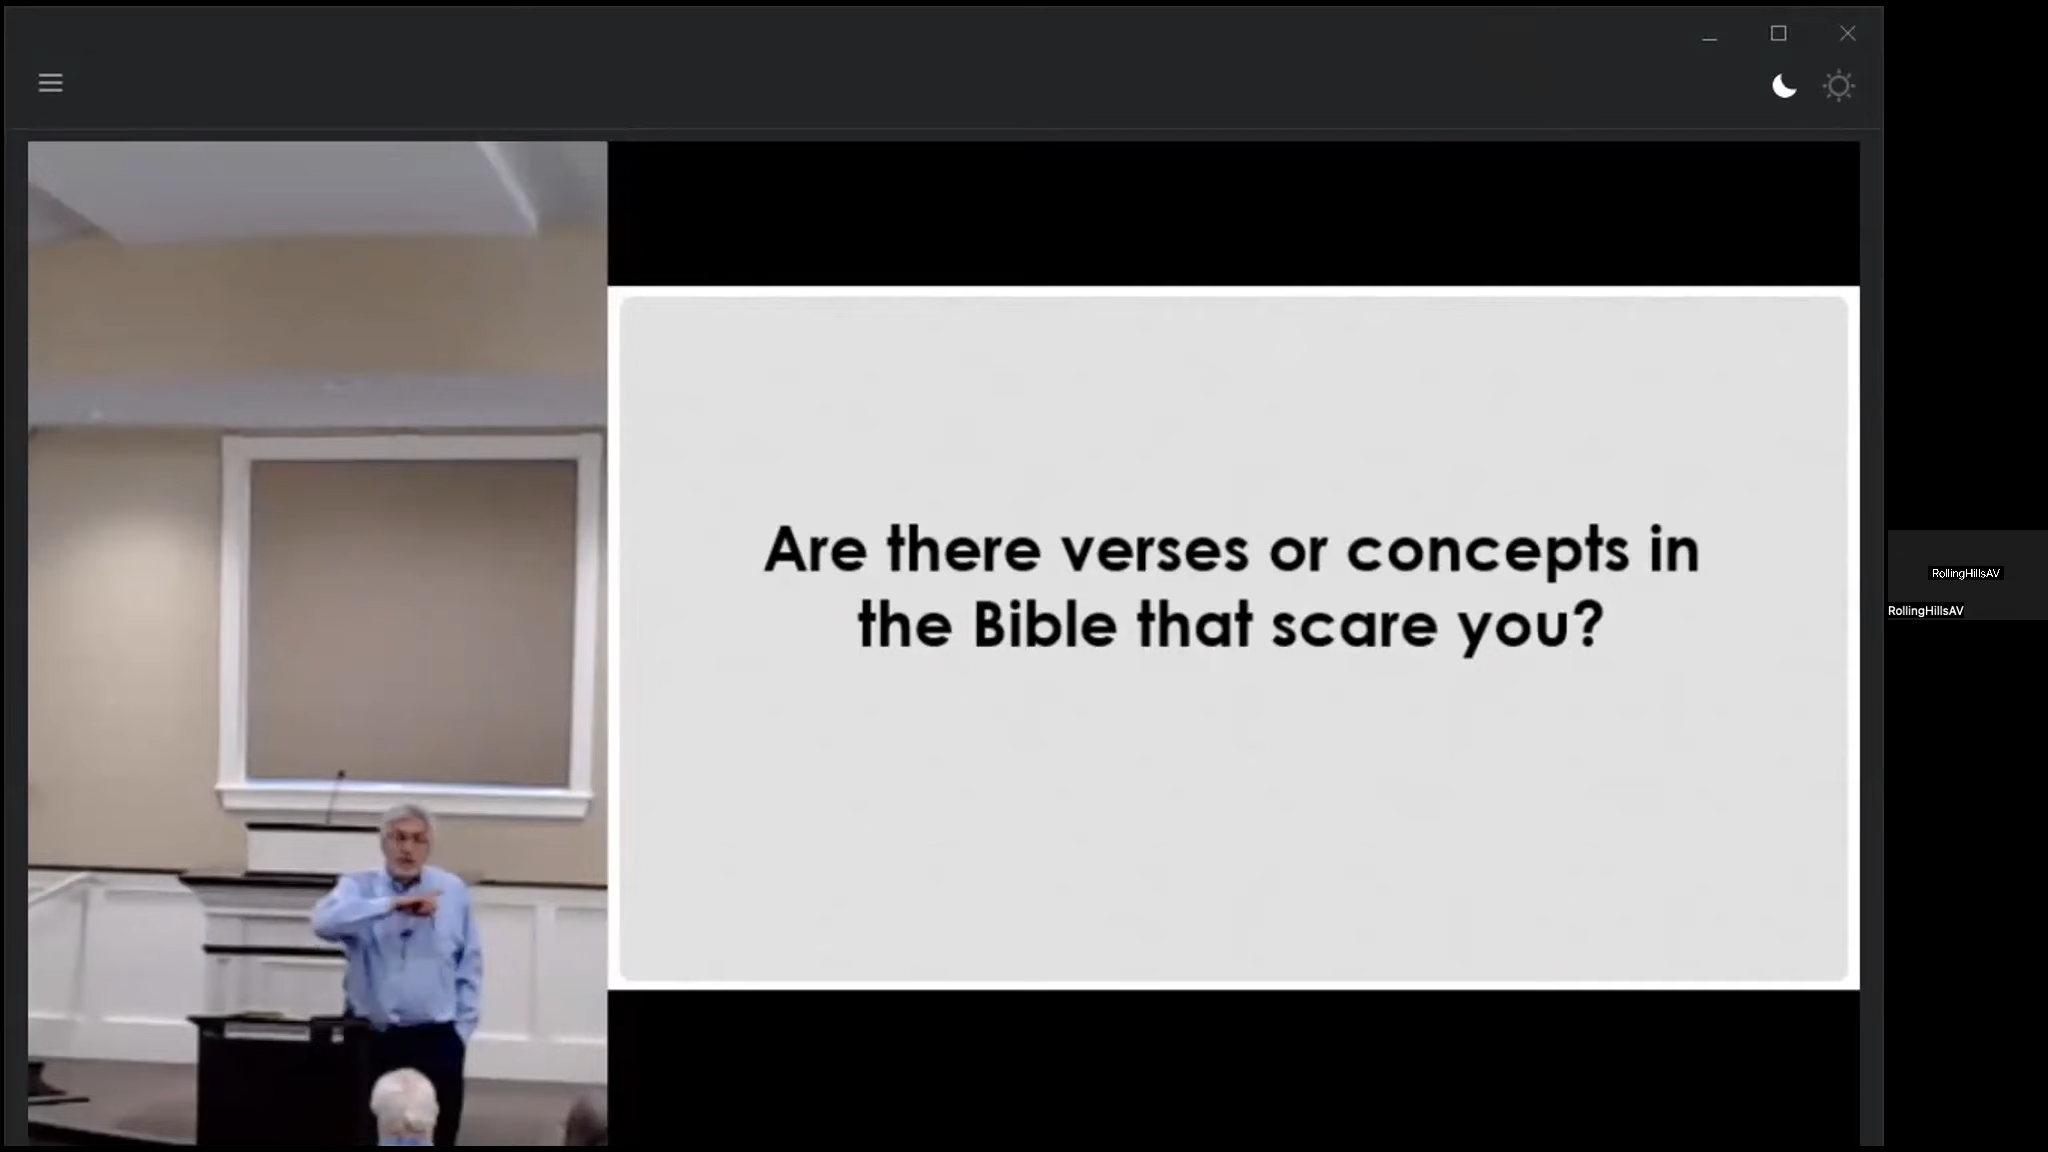 Are there verses or concepts in
the Bible that scare you?
RollingHillsAV
RollingHillsAV